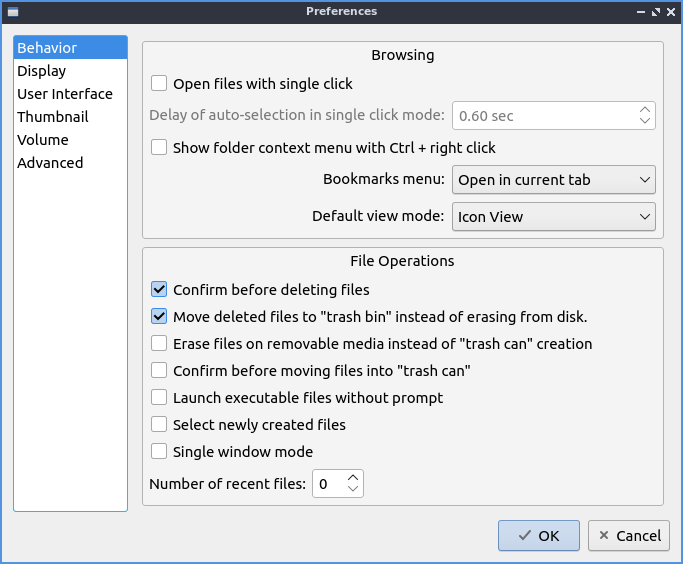 Preferences
Behavior
Display
User Interface
Thumbnail
Volume
Advanced
Browsing
Open files with single click
Delay of auto-selection in single click mode: 0.60 sec
Show folder context menu with Ctrl + right click
Bookmarks menu: Open in current tab
Default view mode: Icon View
File Operations
Confirm before deleting files
Move deleted files to "trash bin" instead of erasing from disk.
Erase files on removable media instead of "trash can" creation
Confirm before moving files into "trash can"
Launch executable files without prompt
Select newly created files
Single window mode
Number of recent files: 0
OK Cancel